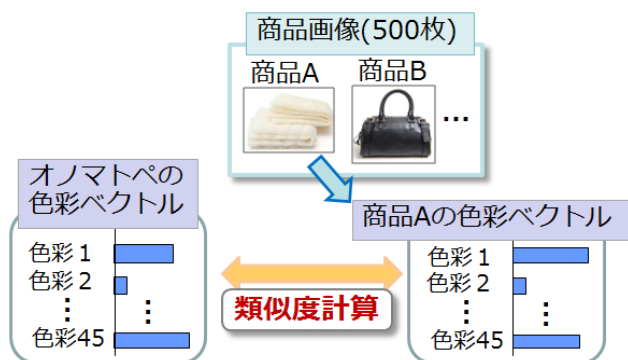 商品画像(500枚)
商品A
商品B
…
オノマトペの
色彩ベクトル
色彩1
色彩2
⋮
⋮
色彩45
類似度計算
商品Aの色彩ベクトル
色彩1
色彩2
⋮
⋮
色彩45